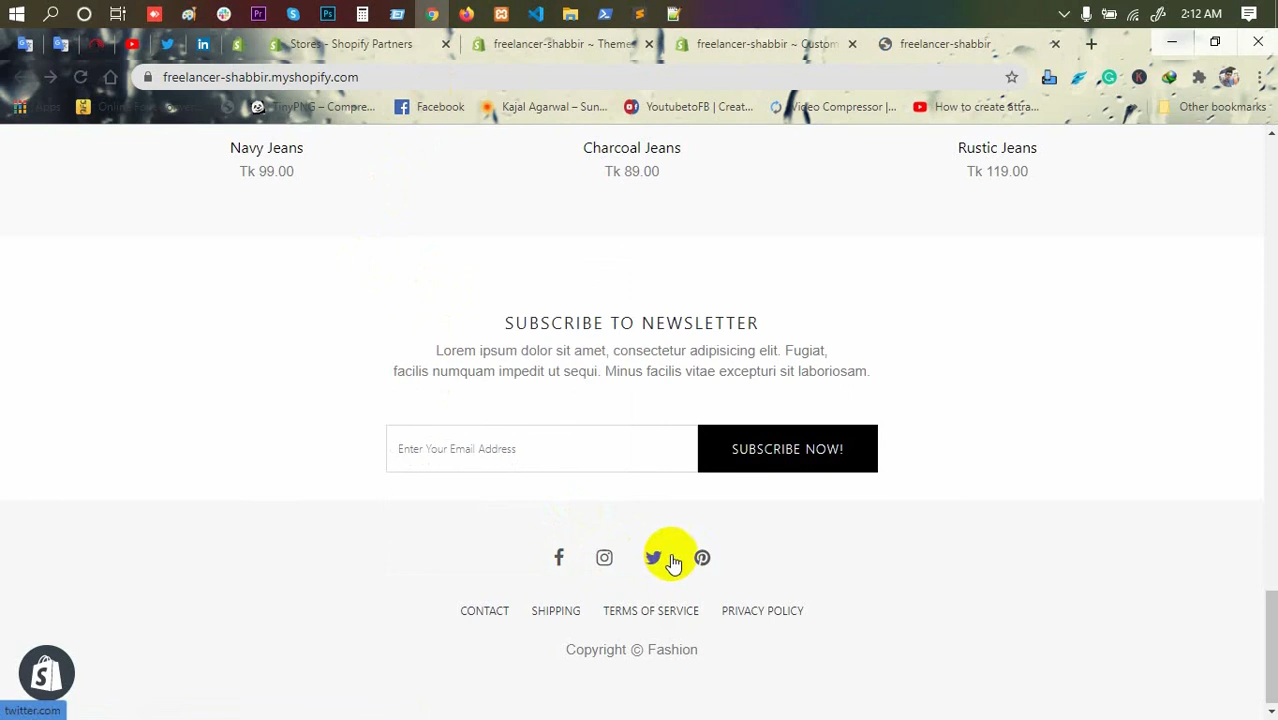 2:12 AM
Stores - Shopify Partners
freelancer-shabbir ~ Theme
freelancer-shabbir ~ Custom
freelancer-shabbir
freelancer-shabbir.myshopify.com
Apps
TinyPNG – Compre...
Facebook
Kajal Agarwal – Sun...
YoutubetoFB | Creat...
Video Compressor |...
How to create attra...
Other bookmarks
Navy Jeans
Charcoal Jeans
Rustic Jeans
Tk 99.00
Tk 89.00
Tk 119.00
SUBSCRIBE TO NEWSLETTER
Lorem ipsum dolor sit amet, consectetur adipisicing elit. Fugiat,
facilis numquam impedit ut sequi. Minus facilis vitae excepturi sit laboriosam.
Enter Your Email Address
SUBSCRIBE NOW!
CONTACT
SHIPPING
TERMS OF SERVICE
PRIVACY POLICY
Copyright © Fashion
twitter.com